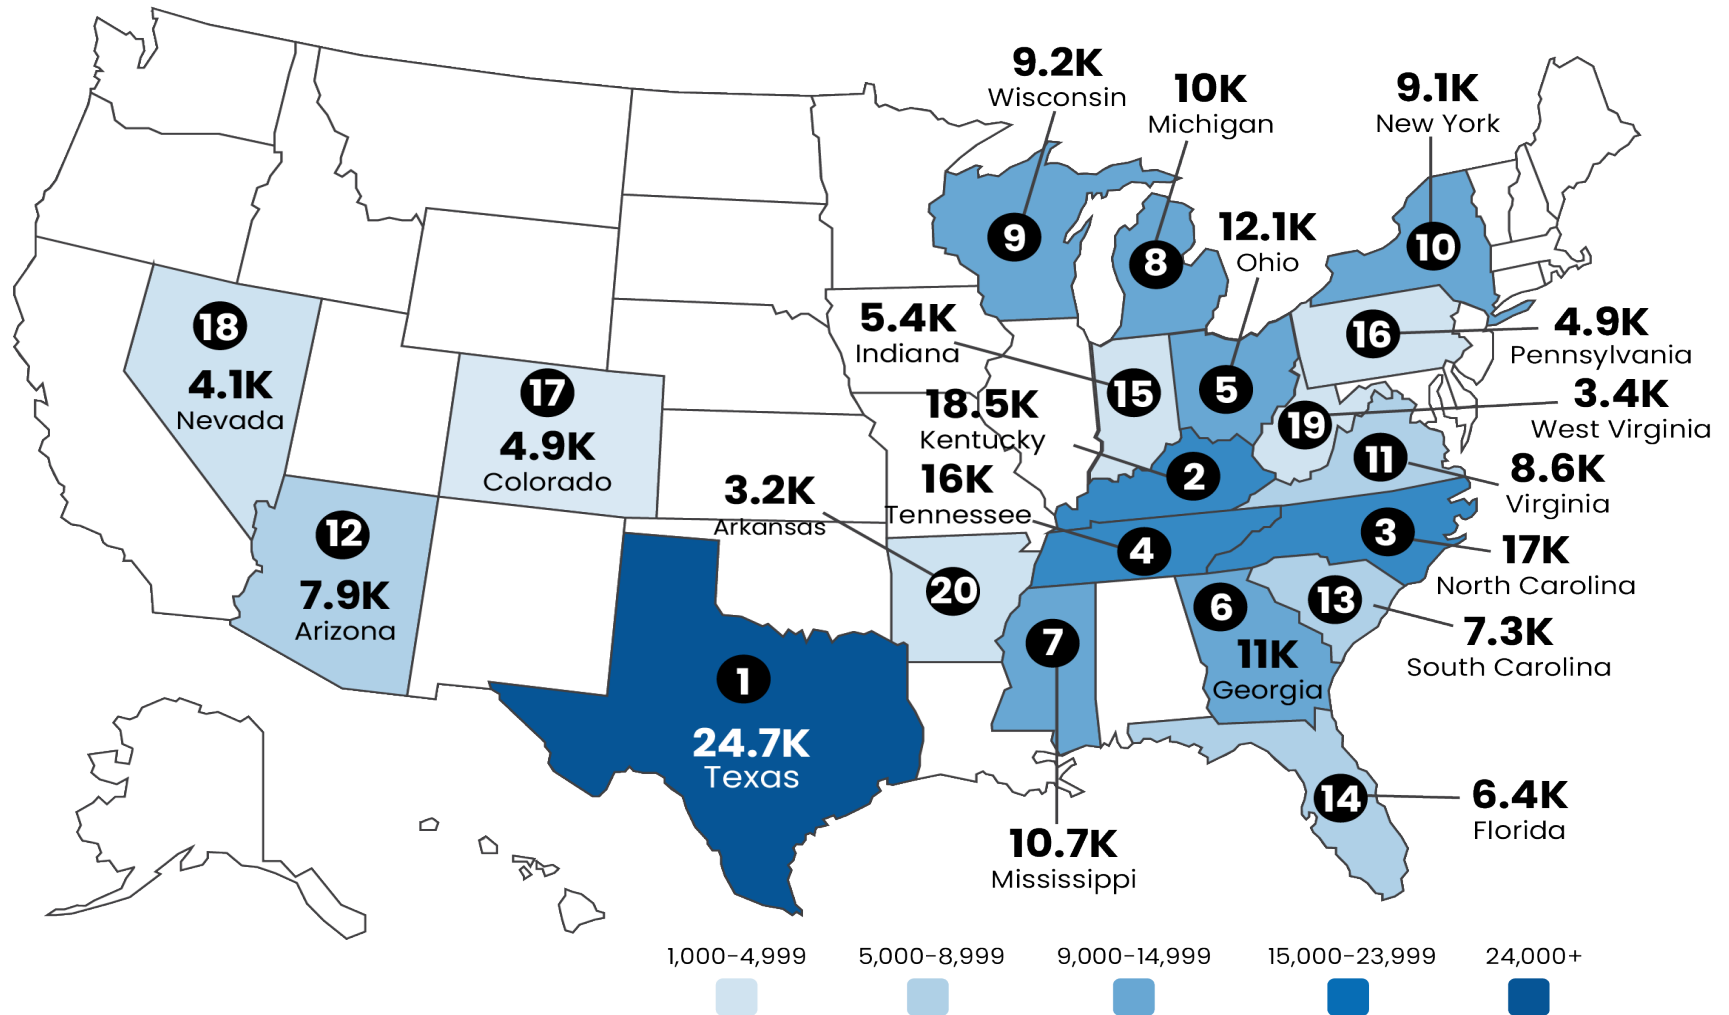 9.2K
Wisconsin
10K
Michigan
9.1K
New York
12.1K
Ohio
9
8
10
5.4K
Indiana
18
4.1K
Nevada
17
4.9K
Colorado
16
4.9K
Pennsylvania
15
5
18.5K
Kentucky
19
3.4K
West Virginia
2
11
8.6K
Virginia
16K
Tennessee
3.2K
Arkansas
12
7.9K
Arizona
4
3
17K
North Carolina
20
6
11K
Georgia
13
7.3K
South Carolina
7
1
24.7K
Texas
14
6.4K
Florida
10.7K
Mississippi
1,000-4,999
5,000-8,999
9,000-14,999
15,000-23,999
24,000+